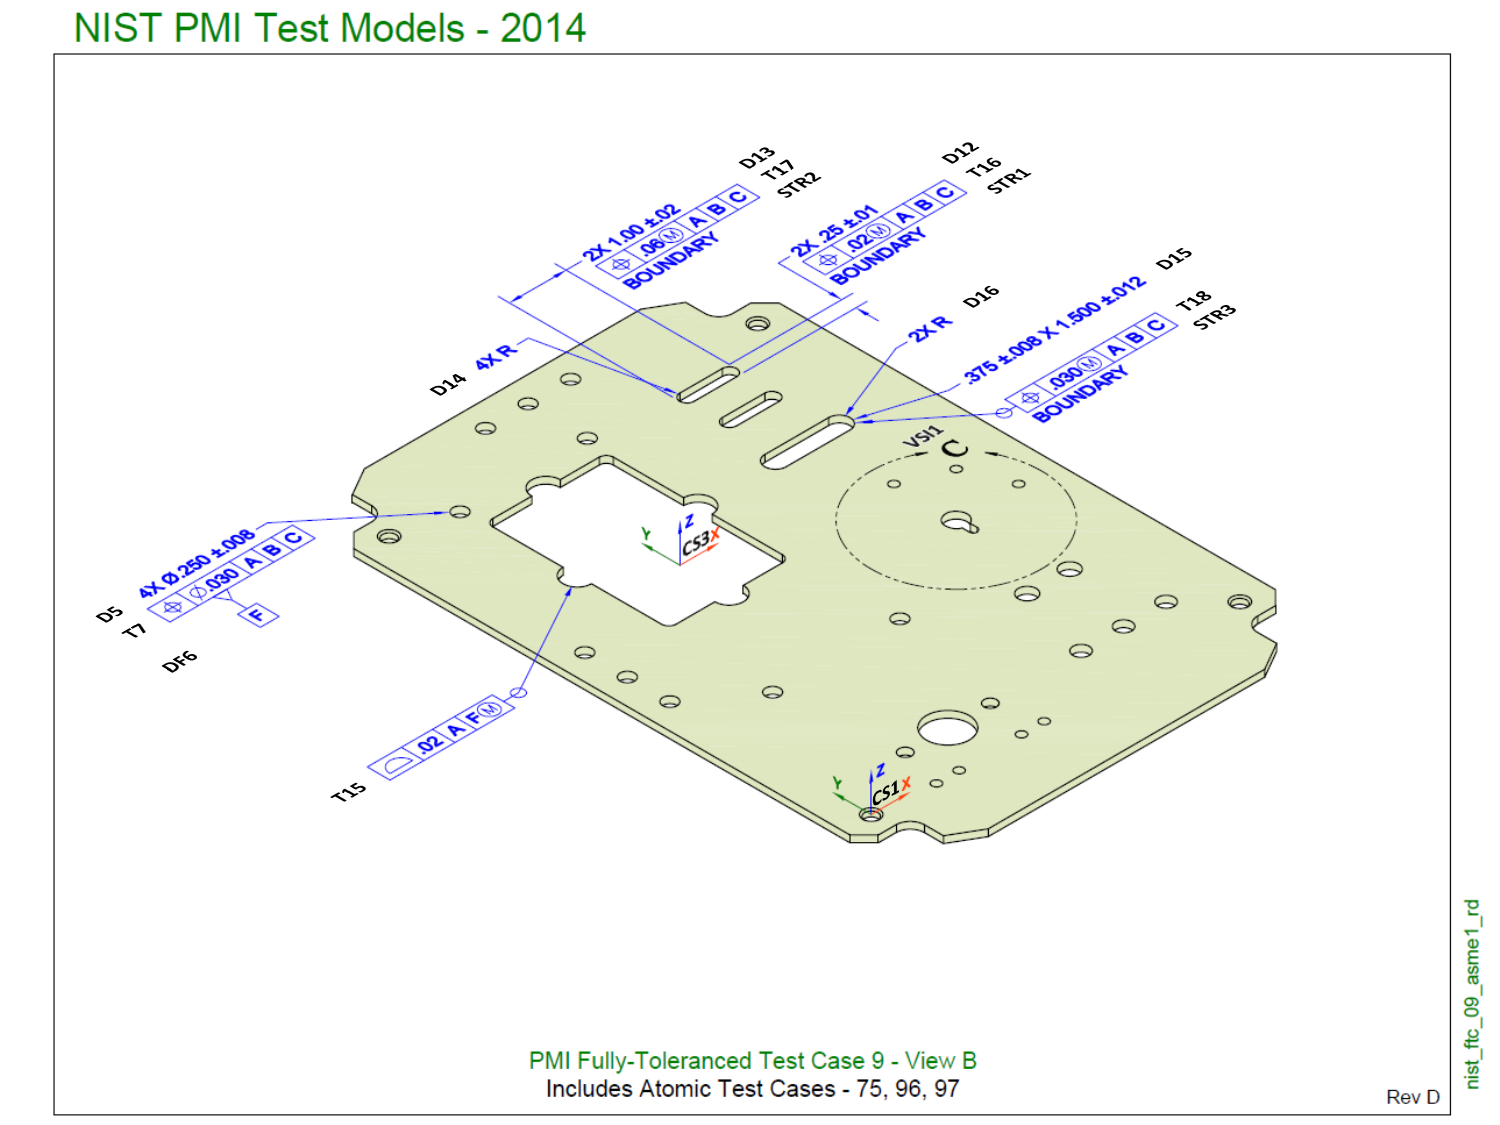 NIST PMI Test Models - 2014
D13
T17
STR2
2X 1.00 ±.02
⌖ .06Ⓜ A B C
BOUNDARY
D12
T16
STR1
2X .25 ±.01
⌖ .02Ⓜ A B C
BOUNDARY
D15
.375 ±.008 X 1.500 ±.012
T18
STR3
⌖ .030Ⓜ A B C
BOUNDARY
D16
2X R
D14 4X R
VSI1
C
Z
Y
X
CS3
4X Ø.250 ±.008
⌖ Ø.030 A B C
F
D5
T7
DF6
⌓ .02 A FⓂ
T15
Z
Y
X
CS1
PMI Fully-Toleranced Test Case 9 - View B
Includes Atomic Test Cases - 75, 96, 97
Rev D
nist_ftc_09_asme1_rd